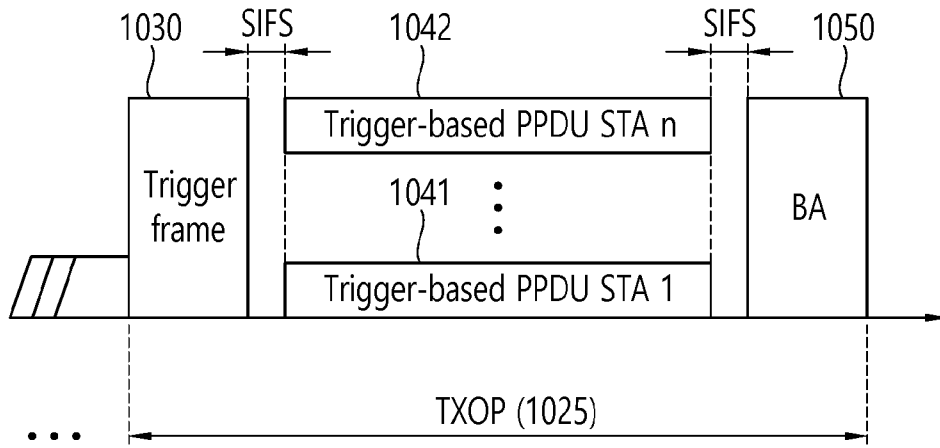 1030 SIFS 1042 SIFS 1050
Trigger-based PPDU STA n
Trigger
frame
1041
BA
Trigger-based PPDU STA 1
TXOP (1025)